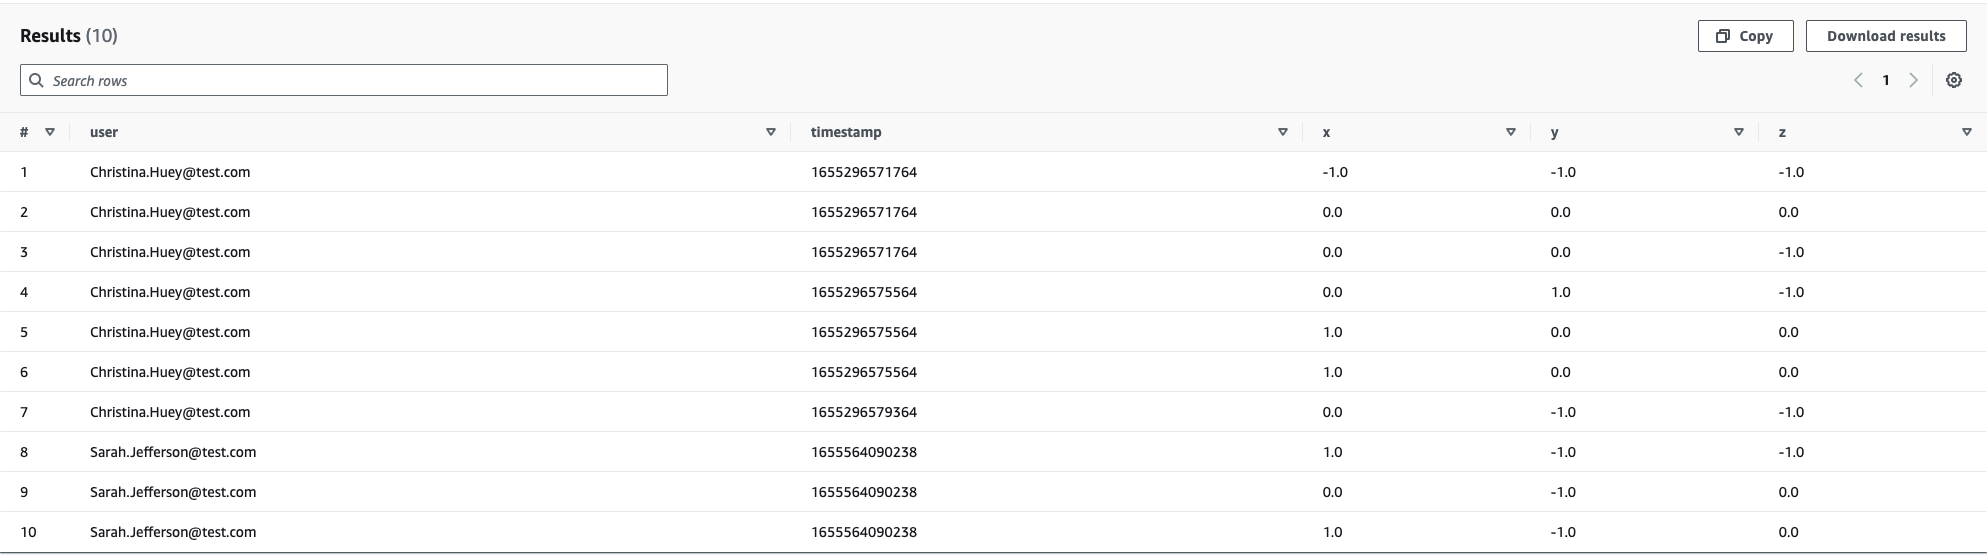 Results (10)
Copy
Download results
Search rows
1
# user timestamp x y z
1 Christina.Huey@test.com 1655296571764 -1.0 -1.0 -1.0
2 Christina.Huey@test.com 1655296571764 0.0 0.0 0.0
3 Christina.Huey@test.com 1655296571764 0.0 0.0 -1.0
4 Christina.Huey@test.com 1655296575564 0.0 1.0 -1.0
5 Christina.Huey@test.com 1655296575564 1.0 0.0 0.0
6 Christina.Huey@test.com 1655296575564 1.0 0.0 0.0
7 Christina.Huey@test.com 1655296579364 0.0 -1.0 -1.0
8 Sarah.Jefferson@test.com 1655564090238 1.0 -1.0 -1.0
9 Sarah.Jefferson@test.com 1655564090238 0.0 -1.0 0.0
10 Sarah.Jefferson@test.com 1655564090238 1.0 -1.0 0.0